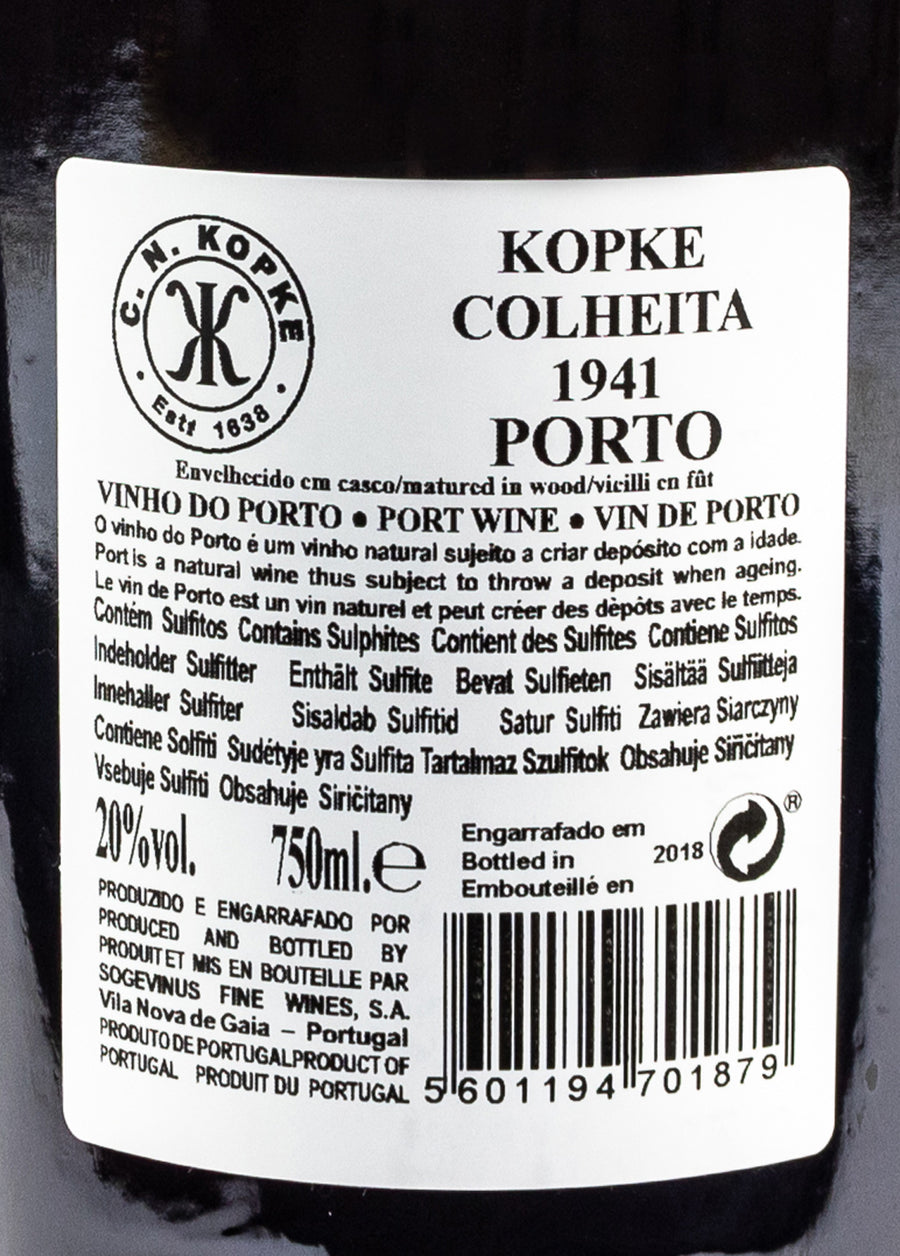 C. N. KOPKE
Estd 1638
KOPKE
COLHEITA
1941
PORTO
Envelhecido em casco/matured in wood/vieilli en fût
VINHO DO PORTO • PORT WINE • VIN DE PORTO
O vinho do Porto é um vinho natural sujeito a criar depósito com a idade.
Port is a natural wine thus subject to throw a deposit when ageing.
Le vin de Porto est un vin naturel et peut créer des dèpôts avec le temps.
Contém Sulfitos Contains Sulphites Contient des Sulfites Contiene Sulfitos
Indeholder Sulfitter Enthält Sulfite Bevat Sulfieten Sisältää Sulfiitteja
Innehaller Sulfiter Sisaldab Sulfitid Satur Sulfiti Zawiera Siarczyny
Contiene Solfiti Sudétyje yra Sulfita Tartalmaz Szulfitok Obsahuje Siřičitany
Vsebuje Sulfiti Obsahuje Siričitany
20%vol. 750ml.e
Engarrafado em
Bottled in
Embouteillé en
2018
®
PRODUZIDO E ENGARRAFADO POR
PRODUCED AND BOTTLED BY
PRODUIT ET MIS EN BOUTEILLE PAR
SOGEVINUS FINE WINES, S.A.
Vila Nova de Gaia – Portugal
PRODUTO DE PORTUGAL PRODUCT OF
PORTUGAL PRODUIT DU PORTUGAL
5 601194 701879